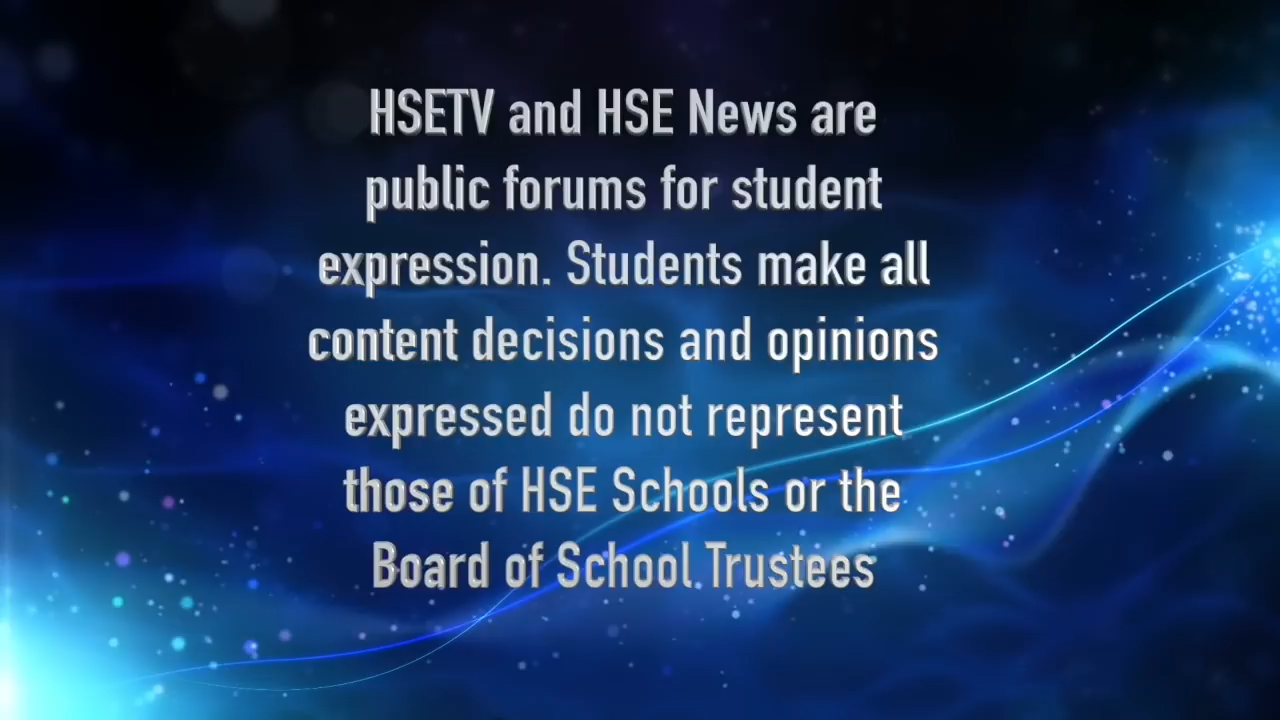 HSETV and HSE News are
public forums for student
expression. Students make all
content decisions and opinions
expressed do not represent
those of HSE Schools or the
Board of School Trustees